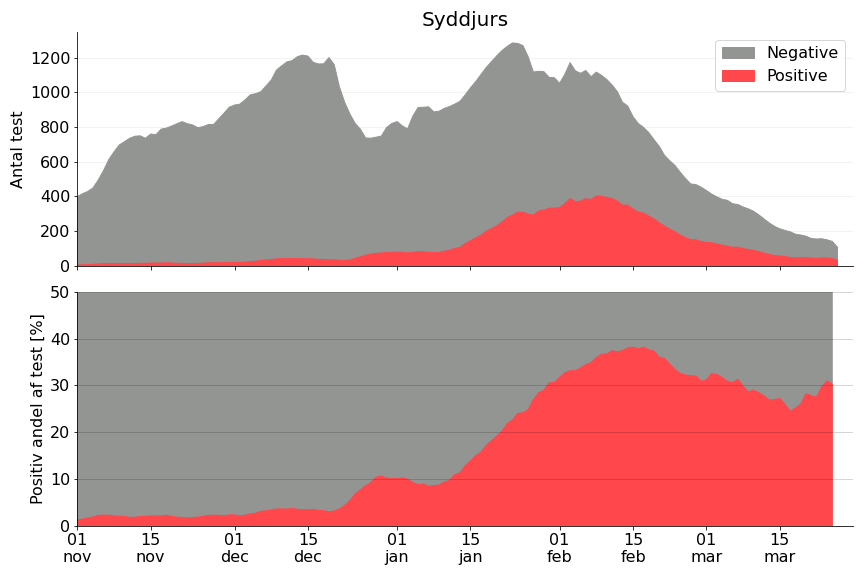 Syddjurs
Antal test
1200
1000
800
600
400
200
0
Negative
Positive
Positiv andel af test [%]
50
40
30
20
10
0
01 15 01 15 01 15 01 15 01 15
nov nov dec dec jan jan feb feb mar mar